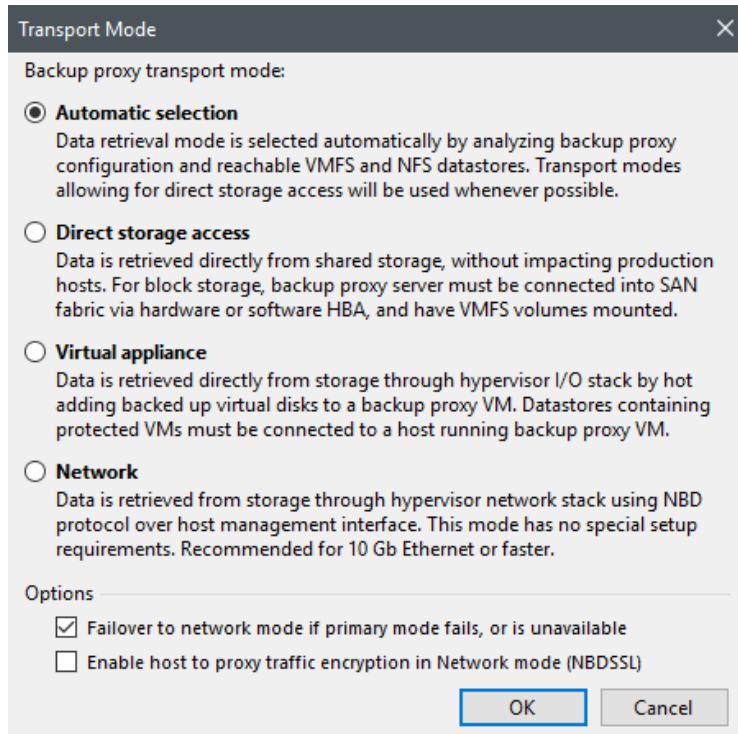 Transport Mode
Backup proxy transport mode:
Automatic selection
Data retrieval mode is selected automatically by analyzing backup proxy
configuration and reachable VMFS and NFS datastores. Transport modes
allowing for direct storage access will be used whenever possible.
Direct storage access
Data is retrieved directly from shared storage, without impacting production
hosts. For block storage, backup proxy server must be connected into SAN
fabric via hardware or software HBA, and have VMFS volumes mounted.
Virtual appliance
Data is retrieved directly from storage through hypervisor I/O stack by hot
adding backed up virtual disks to a backup proxy VM. Datastores containing
protected VMs must be connected to a host running backup proxy VM.
Network
Data is retrieved from storage through hypervisor network stack using NBD
protocol over host management interface. This mode has no special setup
requirements. Recommended for 10 Gb Ethernet or faster.
Options
Failover to network mode if primary mode fails, or is unavailable
Enable host to proxy traffic encryption in Network mode (NBDSSL)
OK Cancel